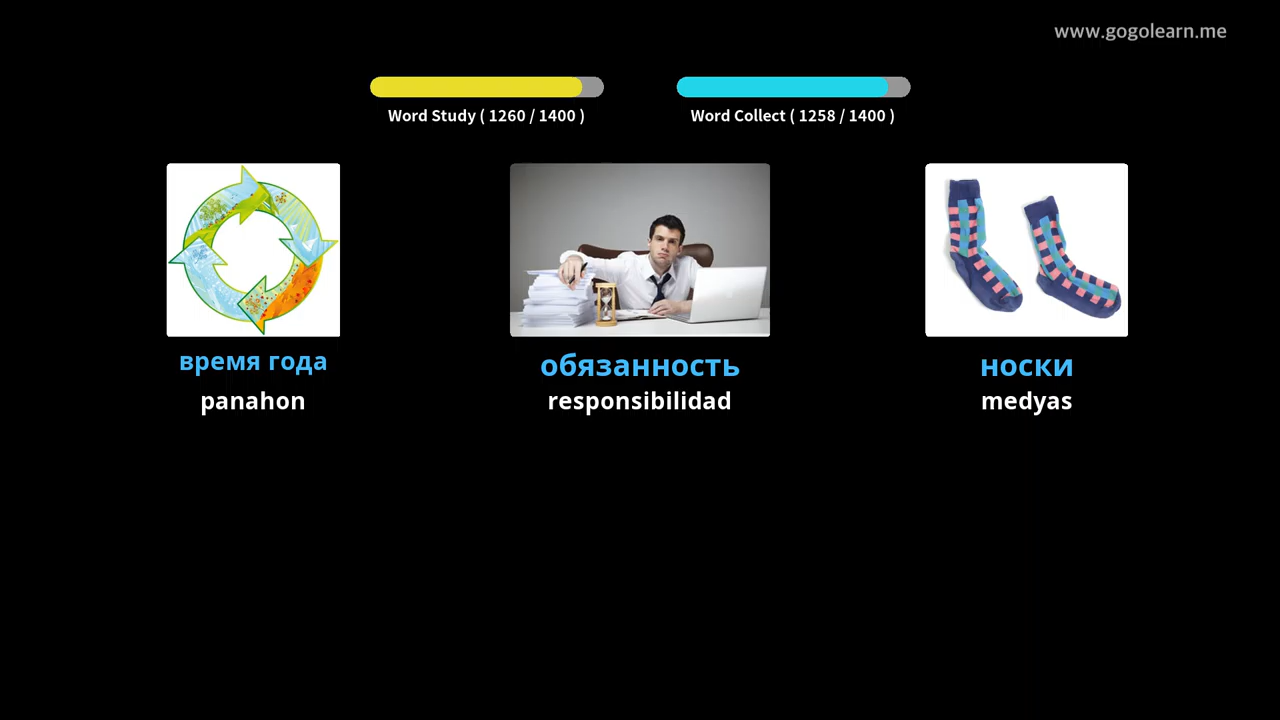 www.gogolearn.me
Word Study ( 1260 / 1400 )
Word Collect ( 1258 / 1400 )
время года
обязанность
носки
panahon
responsibilidad
medyas